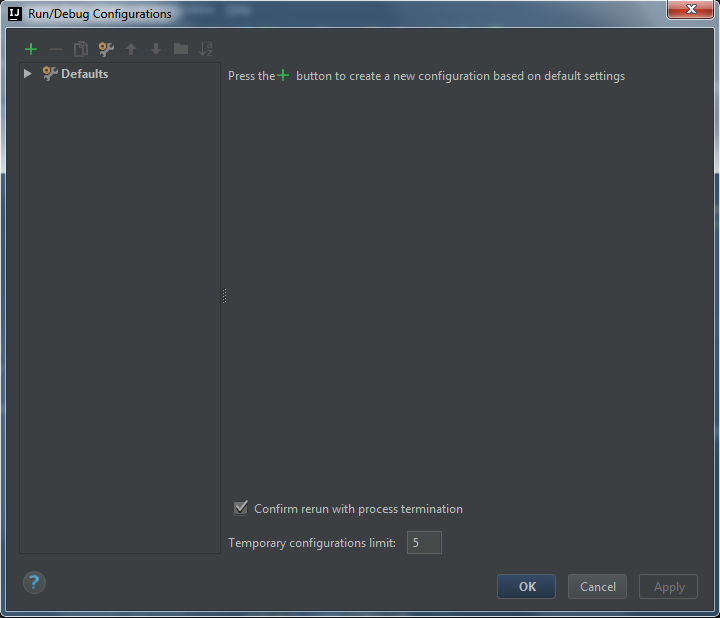 IJ Run/Debug Configurations
Defaults
Press the + button to create a new configuration based on default settings
Confirm rerun with process termination
Temporary configurations limit: 5
? OK Cancel Apply